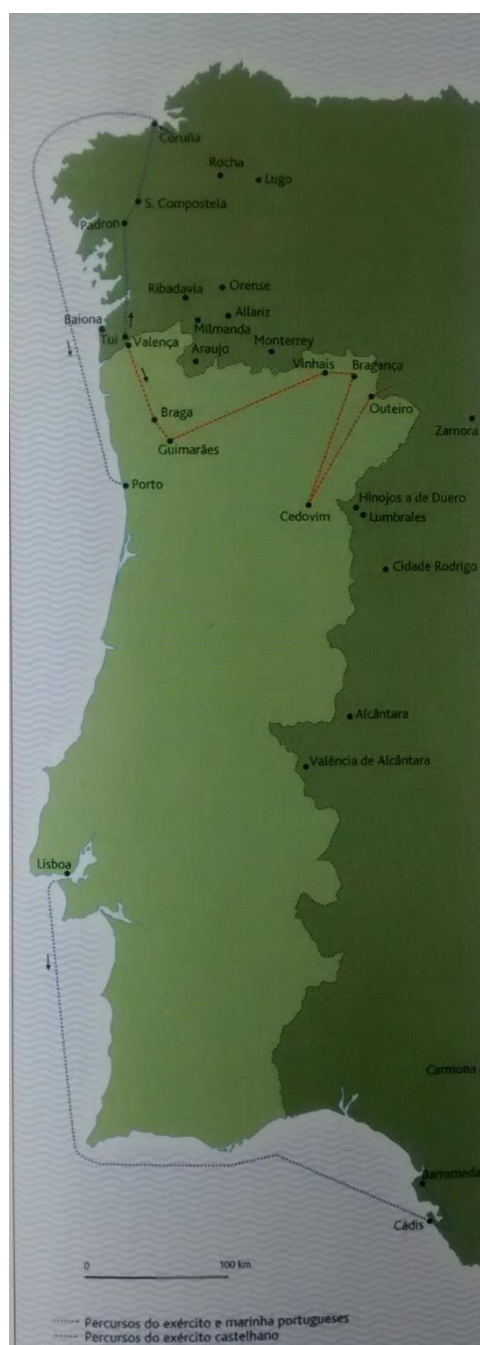 Coruña
Rocha
Lugo
S. Compostela
Padron
Ribadavia
Orense
Baiona
Allariz
Milmanda
Tui
Valença
Araujo
Monterrey
Vinhais
Bragança
Outeiro
Braga
Guimarães
Zamora
Porto
Cedovim
Hinojos a de Duero
Lumbrales
Cidade Rodrigo
Alcântara
Valência de Alcântara
Lisboa
Carmona
Barrameda
Cádis
0 100 km
Percursos do exército e marinha portugueses
Percursos do exército castelhano